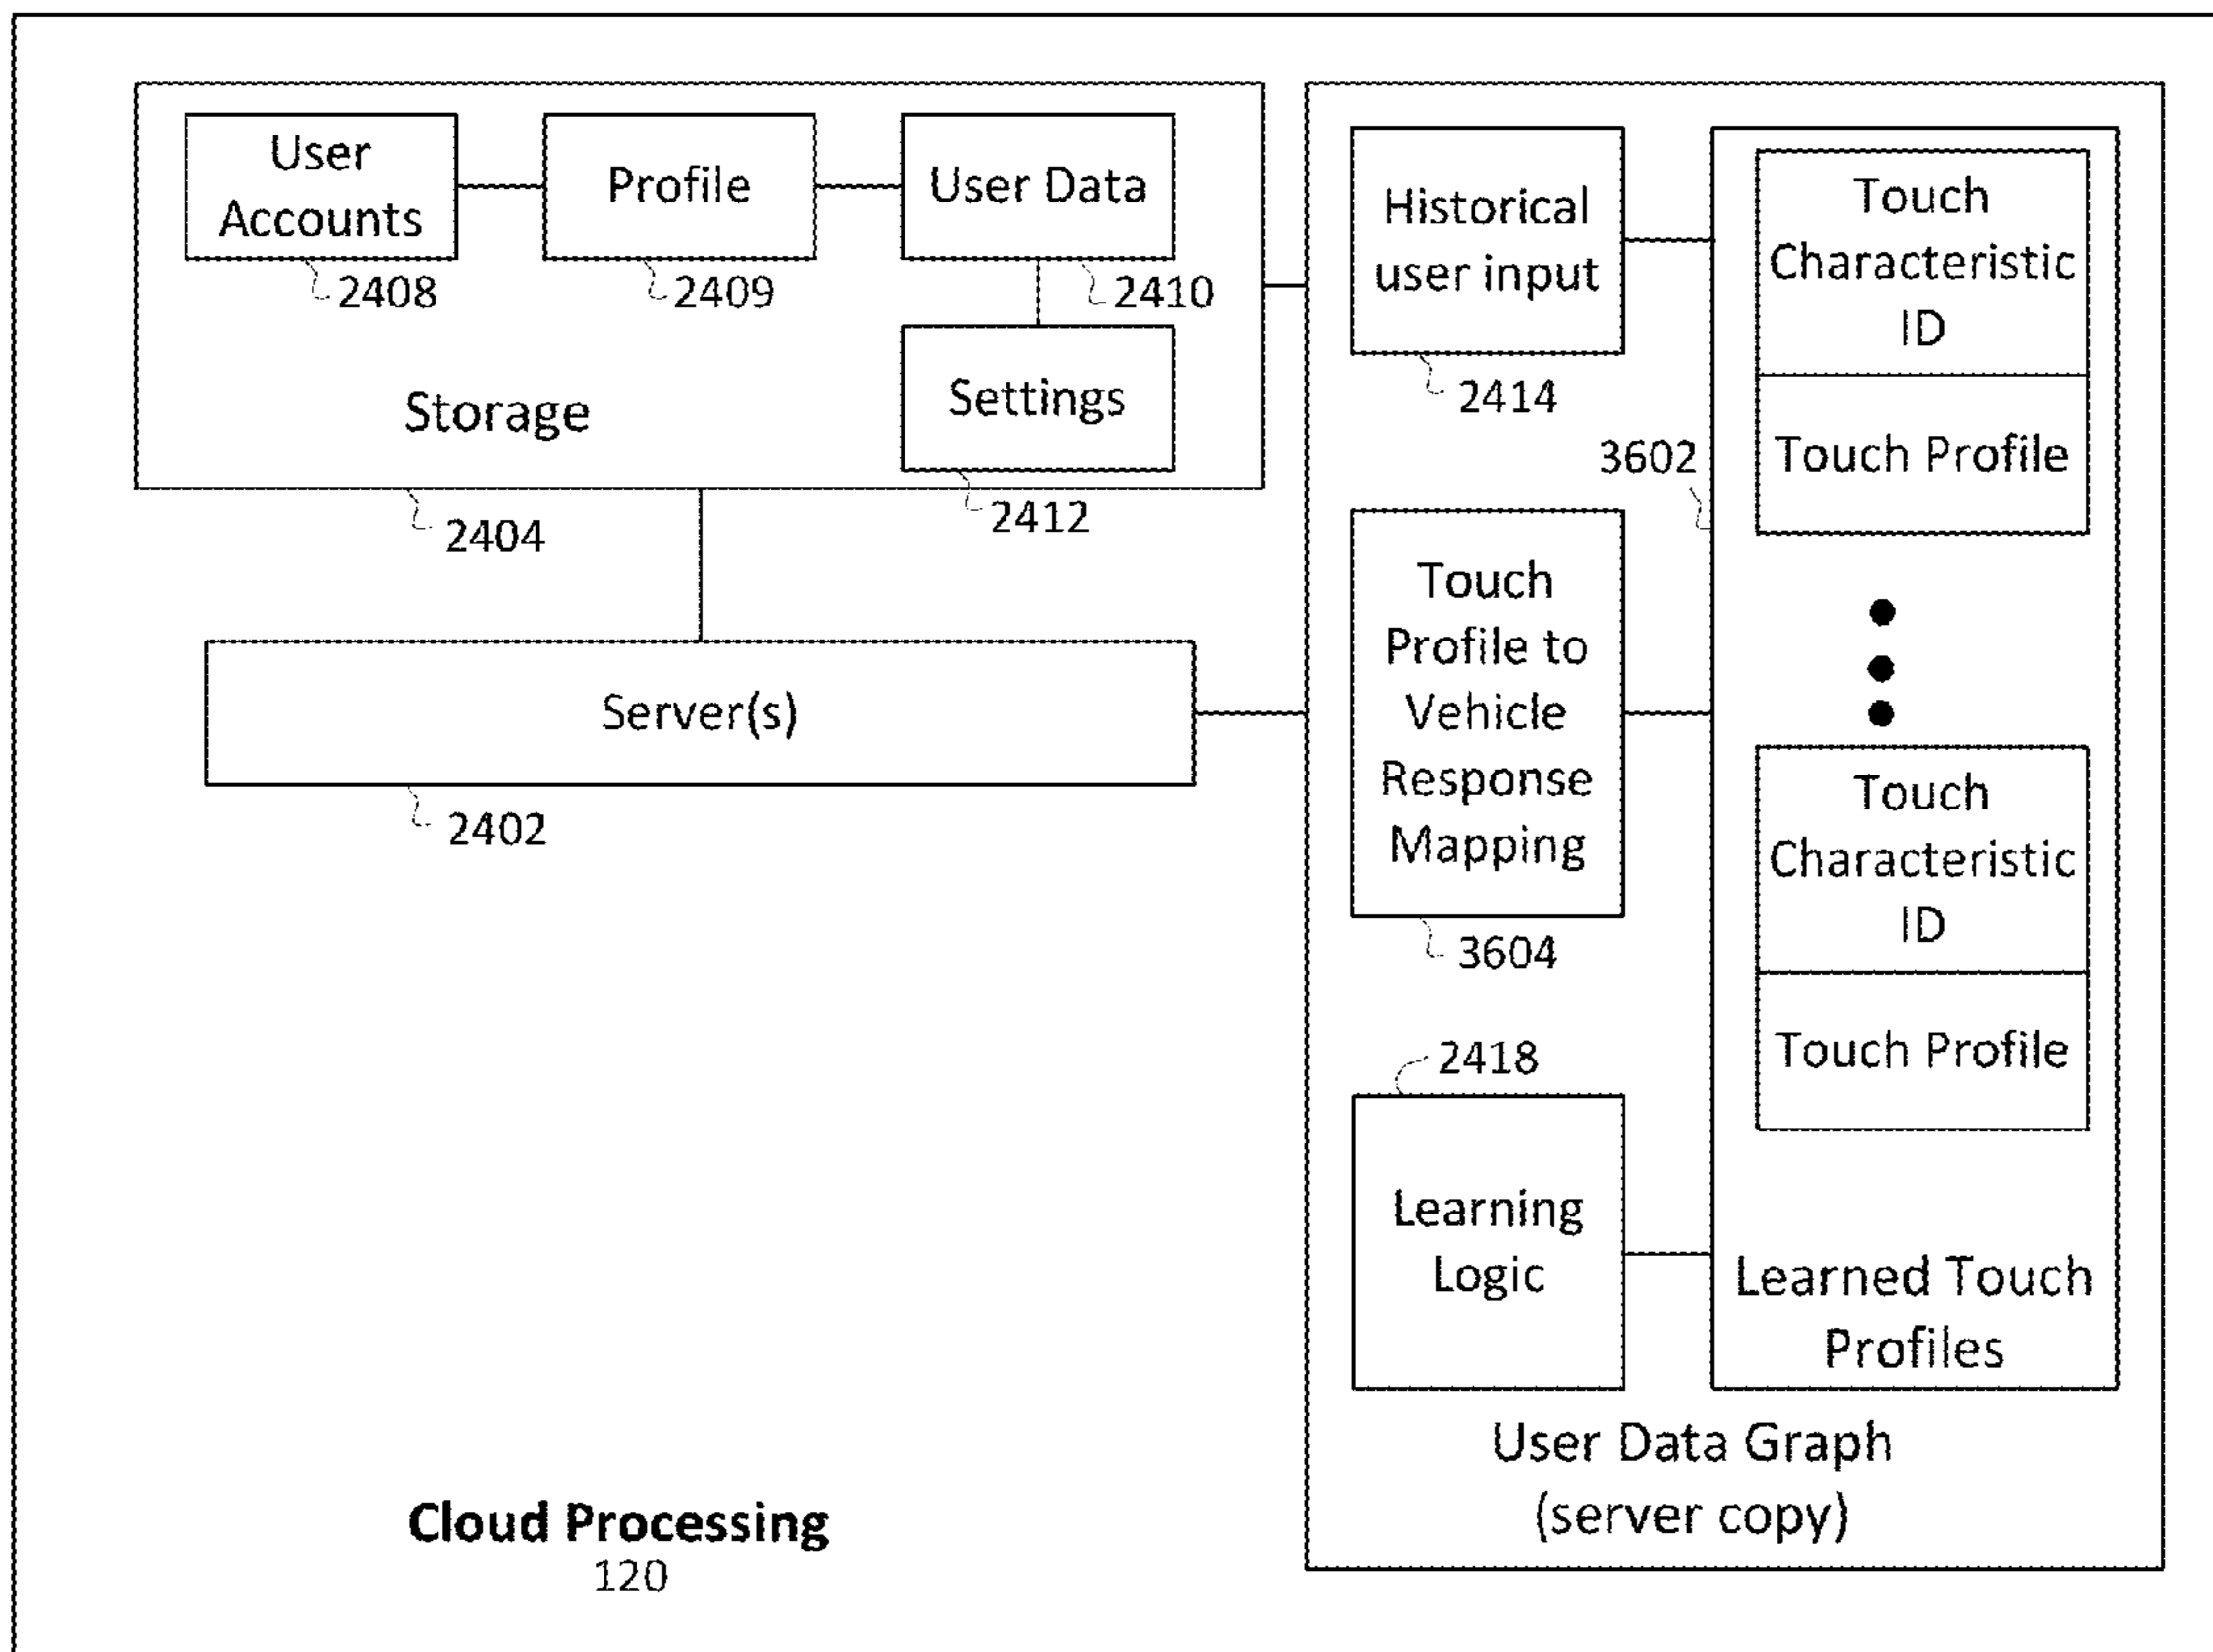 User
Accounts
2408
Profile
2409
User Data
2410
Settings
2412
Storage
2404
Server(s)
2402
Historical
user input
2414
Touch
Profile to
Vehicle
Response
Mapping
3604
2418
Learning
Logic
3602
Touch
Characteristic
ID
Touch Profile
Touch
Characteristic
ID
Touch Profile
Learned Touch
Profiles
User Data Graph
(server copy)
Cloud Processing
120